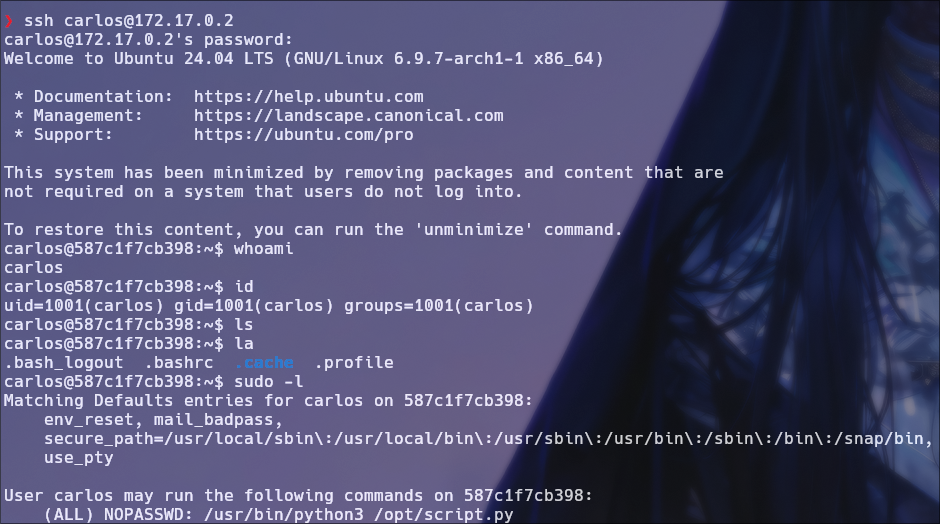 ❯ ssh carlos@172.17.0.2
carlos@172.17.0.2's password:
Welcome to Ubuntu 24.04 LTS (GNU/Linux 6.9.7-arch1-1 x86_64)
 * Documentation:  https://help.ubuntu.com
 * Management:     https://landscape.canonical.com
 * Support:        https://ubuntu.com/pro
This system has been minimized by removing packages and content that are
not required on a system that users do not log into.
To restore this content, you can run the 'unminimize' command.
carlos@587c1f7cb398:~$ whoami
carlos
carlos@587c1f7cb398:~$ id
uid=1001(carlos) gid=1001(carlos) groups=1001(carlos)
carlos@587c1f7cb398:~$ ls
carlos@587c1f7cb398:~$ la
.bash_logout  .bashrc  .cache  .profile
carlos@587c1f7cb398:~$ sudo -l
Matching Defaults entries for carlos on 587c1f7cb398:
    env_reset, mail_badpass,
    secure_path=/usr/local/sbin\:/usr/local/bin\:/usr/sbin\:/usr/bin\:/sbin\:/bin\:/snap/bin,
    use_pty
User carlos may run the following commands on 587c1f7cb398:
    (ALL) NOPASSWD: /usr/bin/python3 /opt/script.py